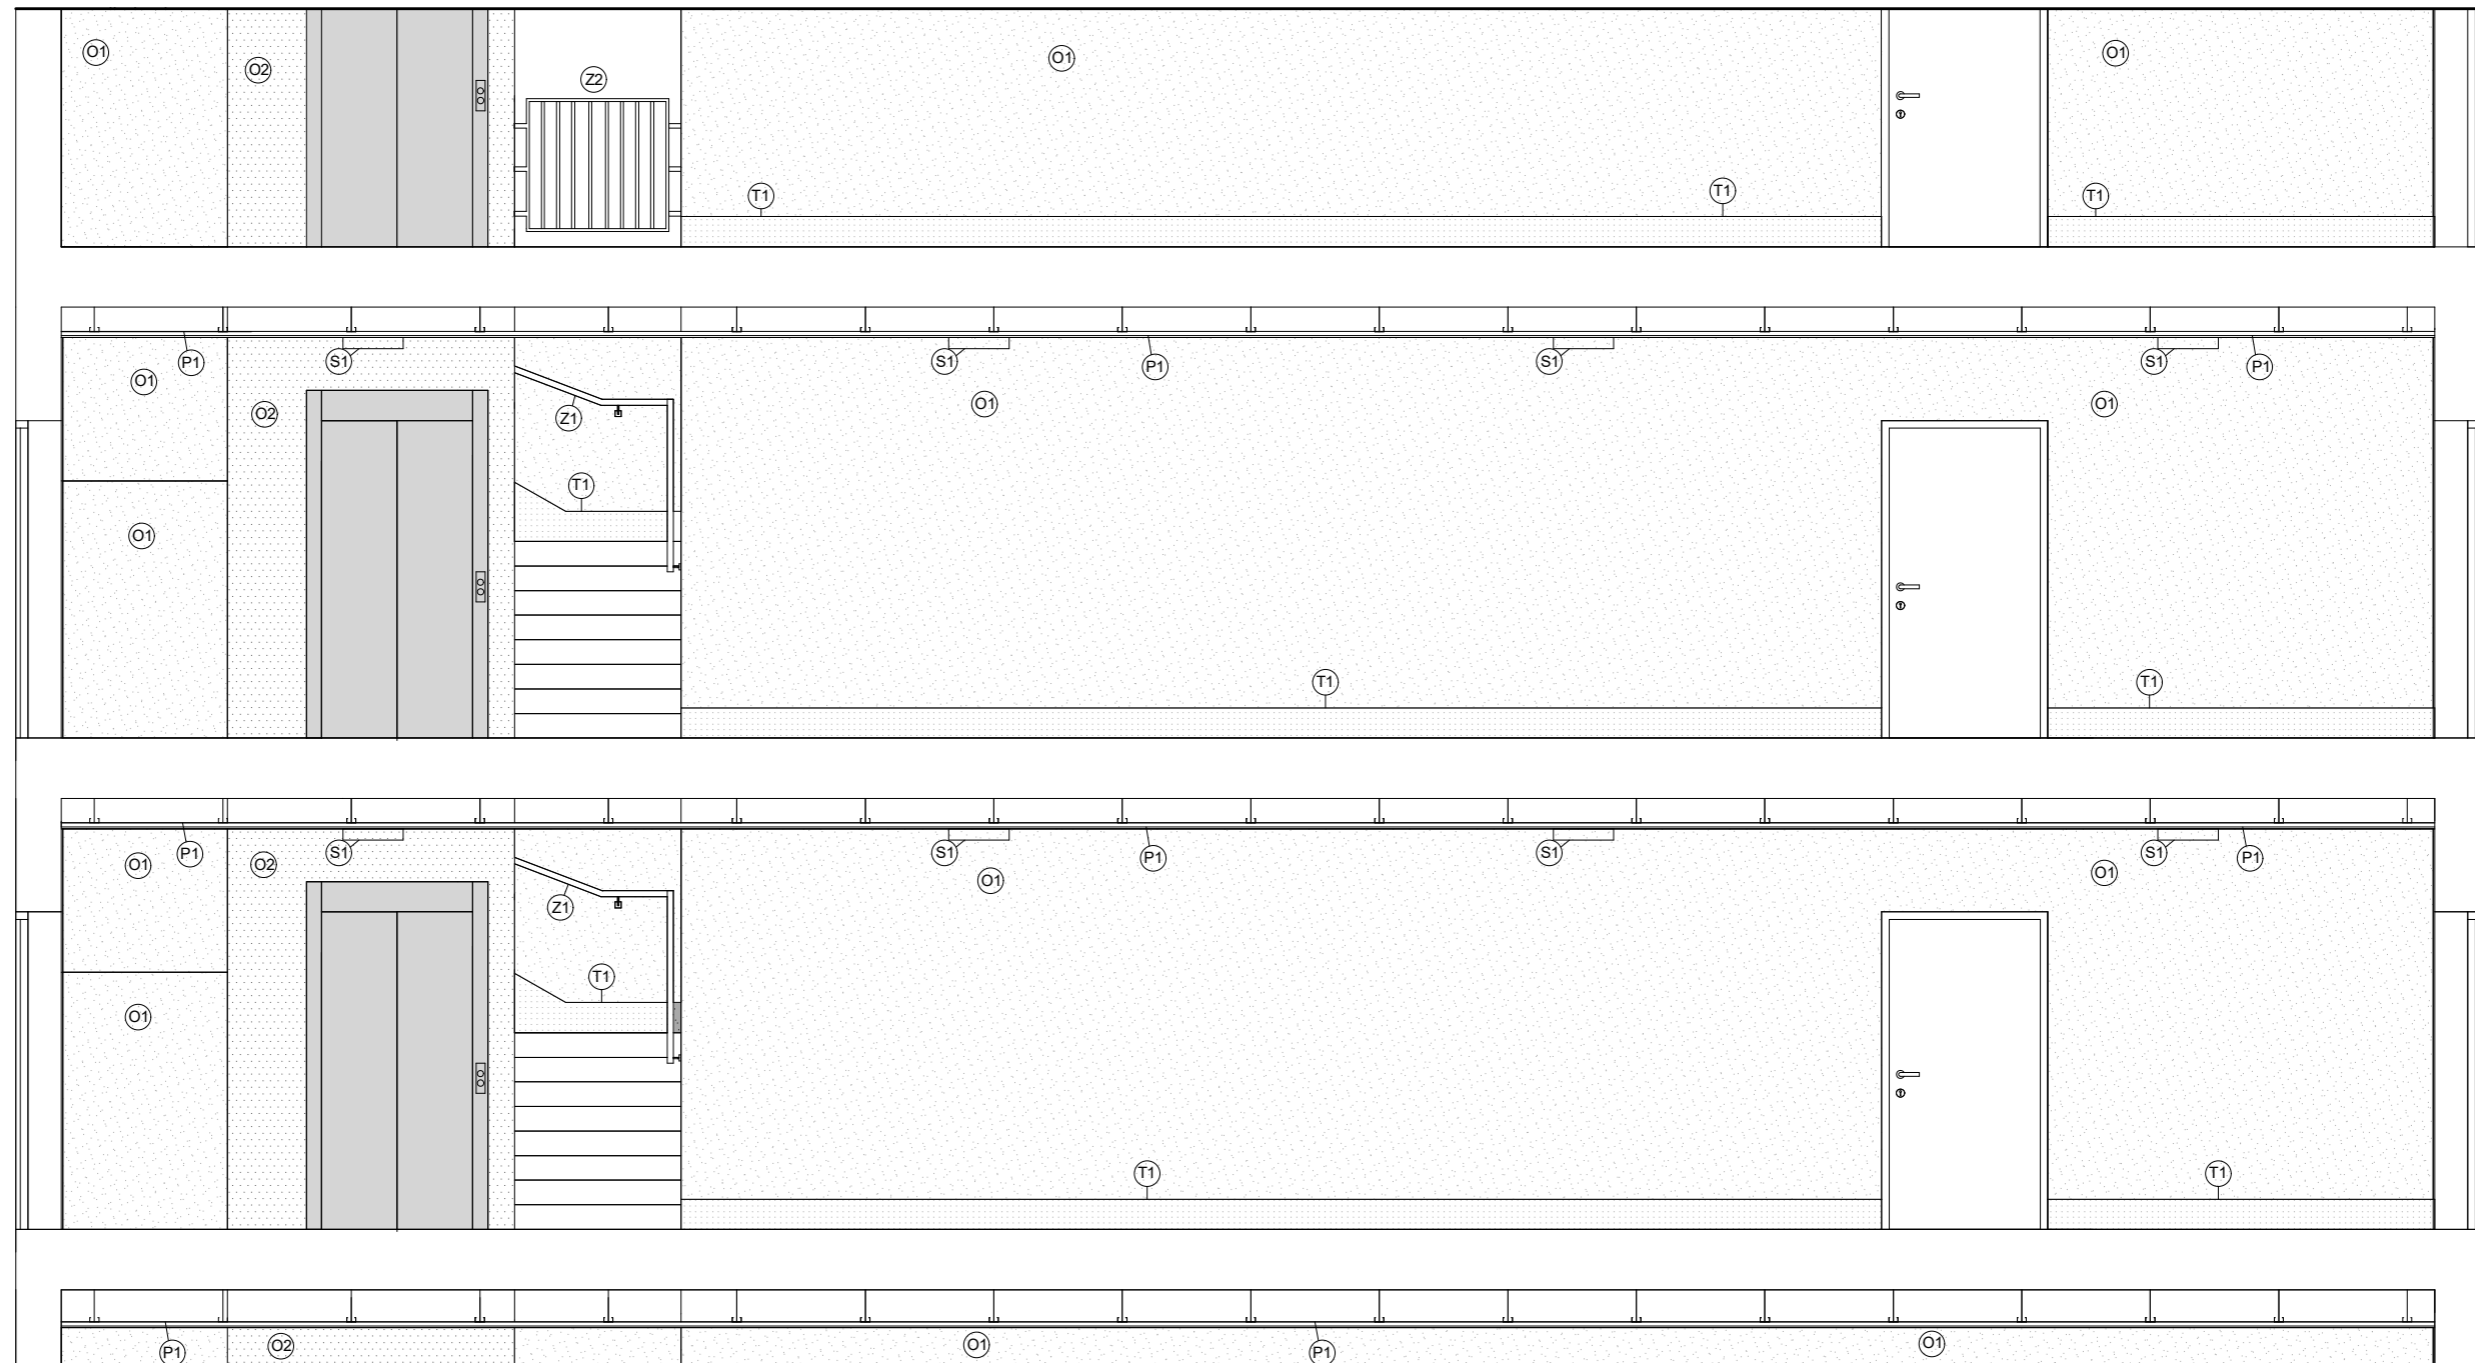 O1 O2 Z2 O1 O1
T1 T1 T1
S1 S1 S1 S1
P1 P1 P1
O1 O2 Z1 O1 O1
T1
O1
T1 T1
S1 S1 S1 S1
P1 P1 P1
O1 O2 O1 O1
Z1
T1
O1
T1 T1
P1 O2 O1 P1 O1